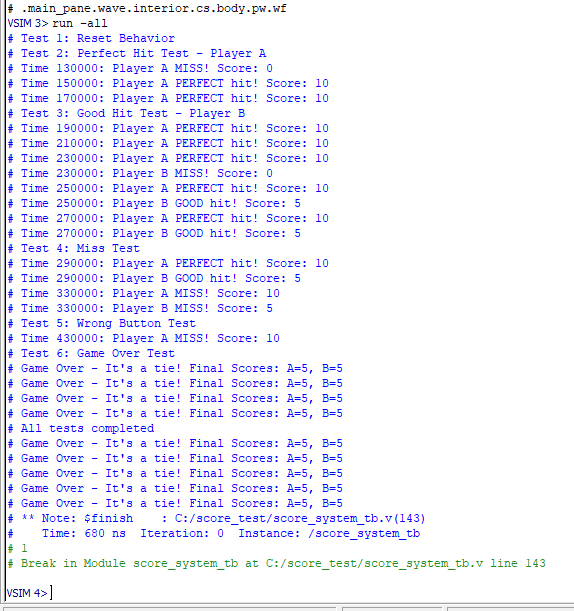 # .main_pane.wave.interior.cs.body.pw.wf
VSIM 3> run -all
# Test 1: Reset Behavior
# Test 2: Perfect Hit Test - Player A
# Time 130000: Player A MISS! Score: 0
# Time 150000: Player A PERFECT hit! Score: 10
# Time 170000: Player A PERFECT hit! Score: 10
# Test 3: Good Hit Test - Player B
# Time 190000: Player A PERFECT hit! Score: 10
# Time 210000: Player A PERFECT hit! Score: 10
# Time 230000: Player A PERFECT hit! Score: 10
# Time 230000: Player B MISS! Score: 0
# Time 250000: Player A PERFECT hit! Score: 10
# Time 250000: Player B GOOD hit! Score: 5
# Time 270000: Player A PERFECT hit! Score: 10
# Time 270000: Player B GOOD hit! Score: 5
# Test 4: Miss Test
# Time 290000: Player A PERFECT hit! Score: 10
# Time 290000: Player B GOOD hit! Score: 5
# Time 330000: Player A MISS! Score: 10
# Time 330000: Player B MISS! Score: 5
# Test 5: Wrong Button Test
# Time 430000: Player A MISS! Score: 10
# Test 6: Game Over Test
# Game Over - It's a tie! Final Scores: A=5, B=5
# Game Over - It's a tie! Final Scores: A=5, B=5
# Game Over - It's a tie! Final Scores: A=5, B=5
# Game Over - It's a tie! Final Scores: A=5, B=5
# All tests completed
# Game Over - It's a tie! Final Scores: A=5, B=5
# Game Over - It's a tie! Final Scores: A=5, B=5
# Game Over - It's a tie! Final Scores: A=5, B=5
# Game Over - It's a tie! Final Scores: A=5, B=5
# Game Over - It's a tie! Final Scores: A=5, B=5
# ** Note: $finish    : C:/score_test/score_system_tb.v(143)
#    Time: 680 ns  Iteration: 0  Instance: /score_system_tb
# 1
# Break in Module score_system_tb at C:/score_test/score_system_tb.v line 143
VSIM 4>